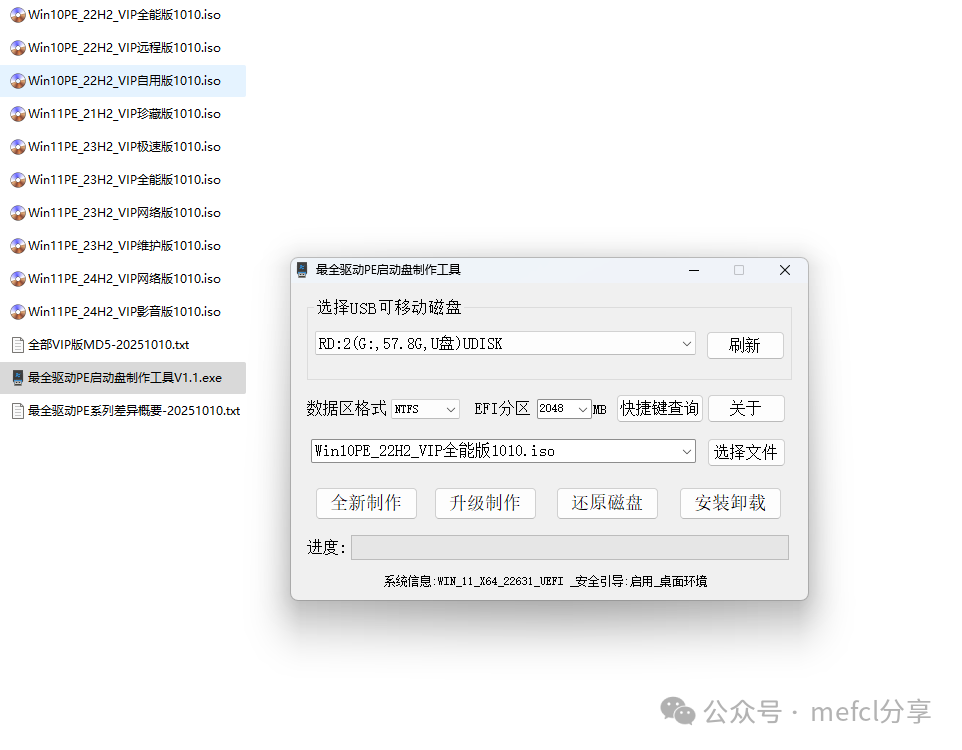 Win10PE_22H2_VIP全能版1010.iso
Win10PE_22H2_VIP远程版1010.iso
Win10PE_22H2_VIP自用版1010.iso
Win11PE_21H2_VIP珍藏版1010.iso
Win11PE_23H2_VIP极速版1010.iso
Win11PE_23H2_VIP全能版1010.iso
Win11PE_23H2_VIP网络版1010.iso
Win11PE_23H2_VIP维护版1010.iso
Win11PE_24H2_VIP网络版1010.iso
Win11PE_24H2_VIP影音版1010.iso
全部VIP版MD5-20251010.txt
最全驱动PE启动盘制作工具V1.1.exe
最全驱动PE系列差异概要-20251010.txt
最全驱动PE启动盘制作工具
选择USB可移动磁盘
RD:2(G:,57.8G,U盘)UDISK 刷新
数据区格式 NTFS EFI分区 2048 MB 快捷键查询 关于
Win10PE_22H2_VIP全能版1010.iso 选择文件
全新制作 升级制作 还原磁盘 安装卸载
进度:
系统信息:WIN_11_X64_22631_UEFI _安全引导:启用_桌面环境
公众号 · mefcl分享